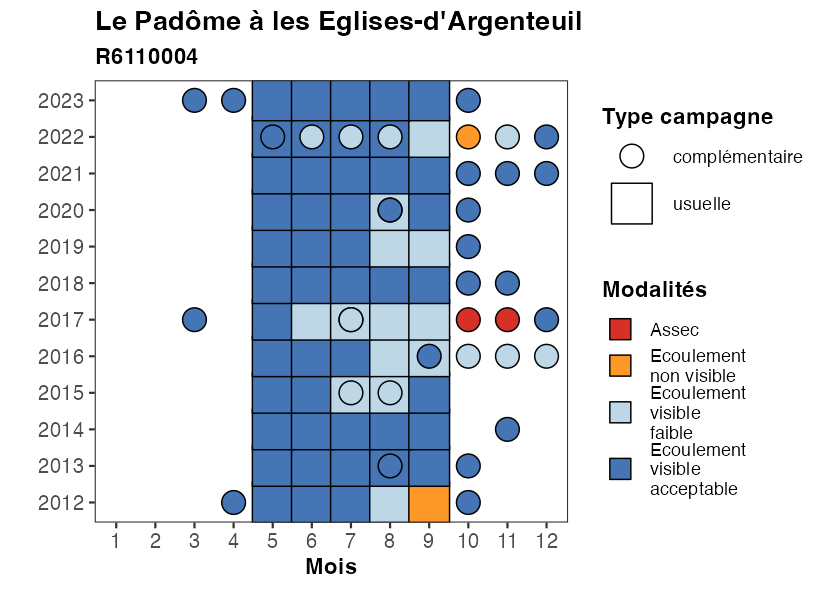 Le Padôme à les Eglises-d'Argenteuil
R6110004
2023
2022
2021
2020
2019
2018
2017
2016
2015
2014
2013
2012
1 2 3 4 5 6 7 8 9 10 11 12
Mois
Type campagne
complémentaire
usuelle
Modalités
Assec
Ecoulement
non visible
Ecoulement
visible
faible
Ecoulement
visible
acceptable